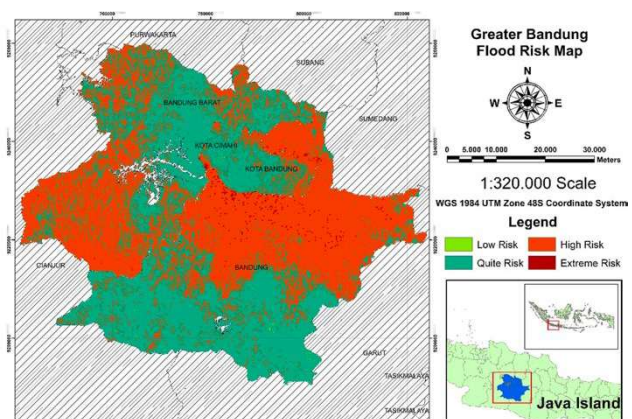 PURWAKARTA
SUBANG
BANDUNG BARAT
SUMEDANG
KOTA CIMAHI
KOTA BANDUNG
CIANJUR
BANDUNG
GARUT
TASIKMALAYA
TASIKMALAYA
Greater Bandung
Flood Risk Map
N
W E
S
0 5.000 10.000 20.000 30.000
Meters
1:320.000 Scale
WGS 1984 UTM Zone 48S Coordinate System
Legend
Low Risk High Risk
Quite Risk Extreme Risk
Java Island